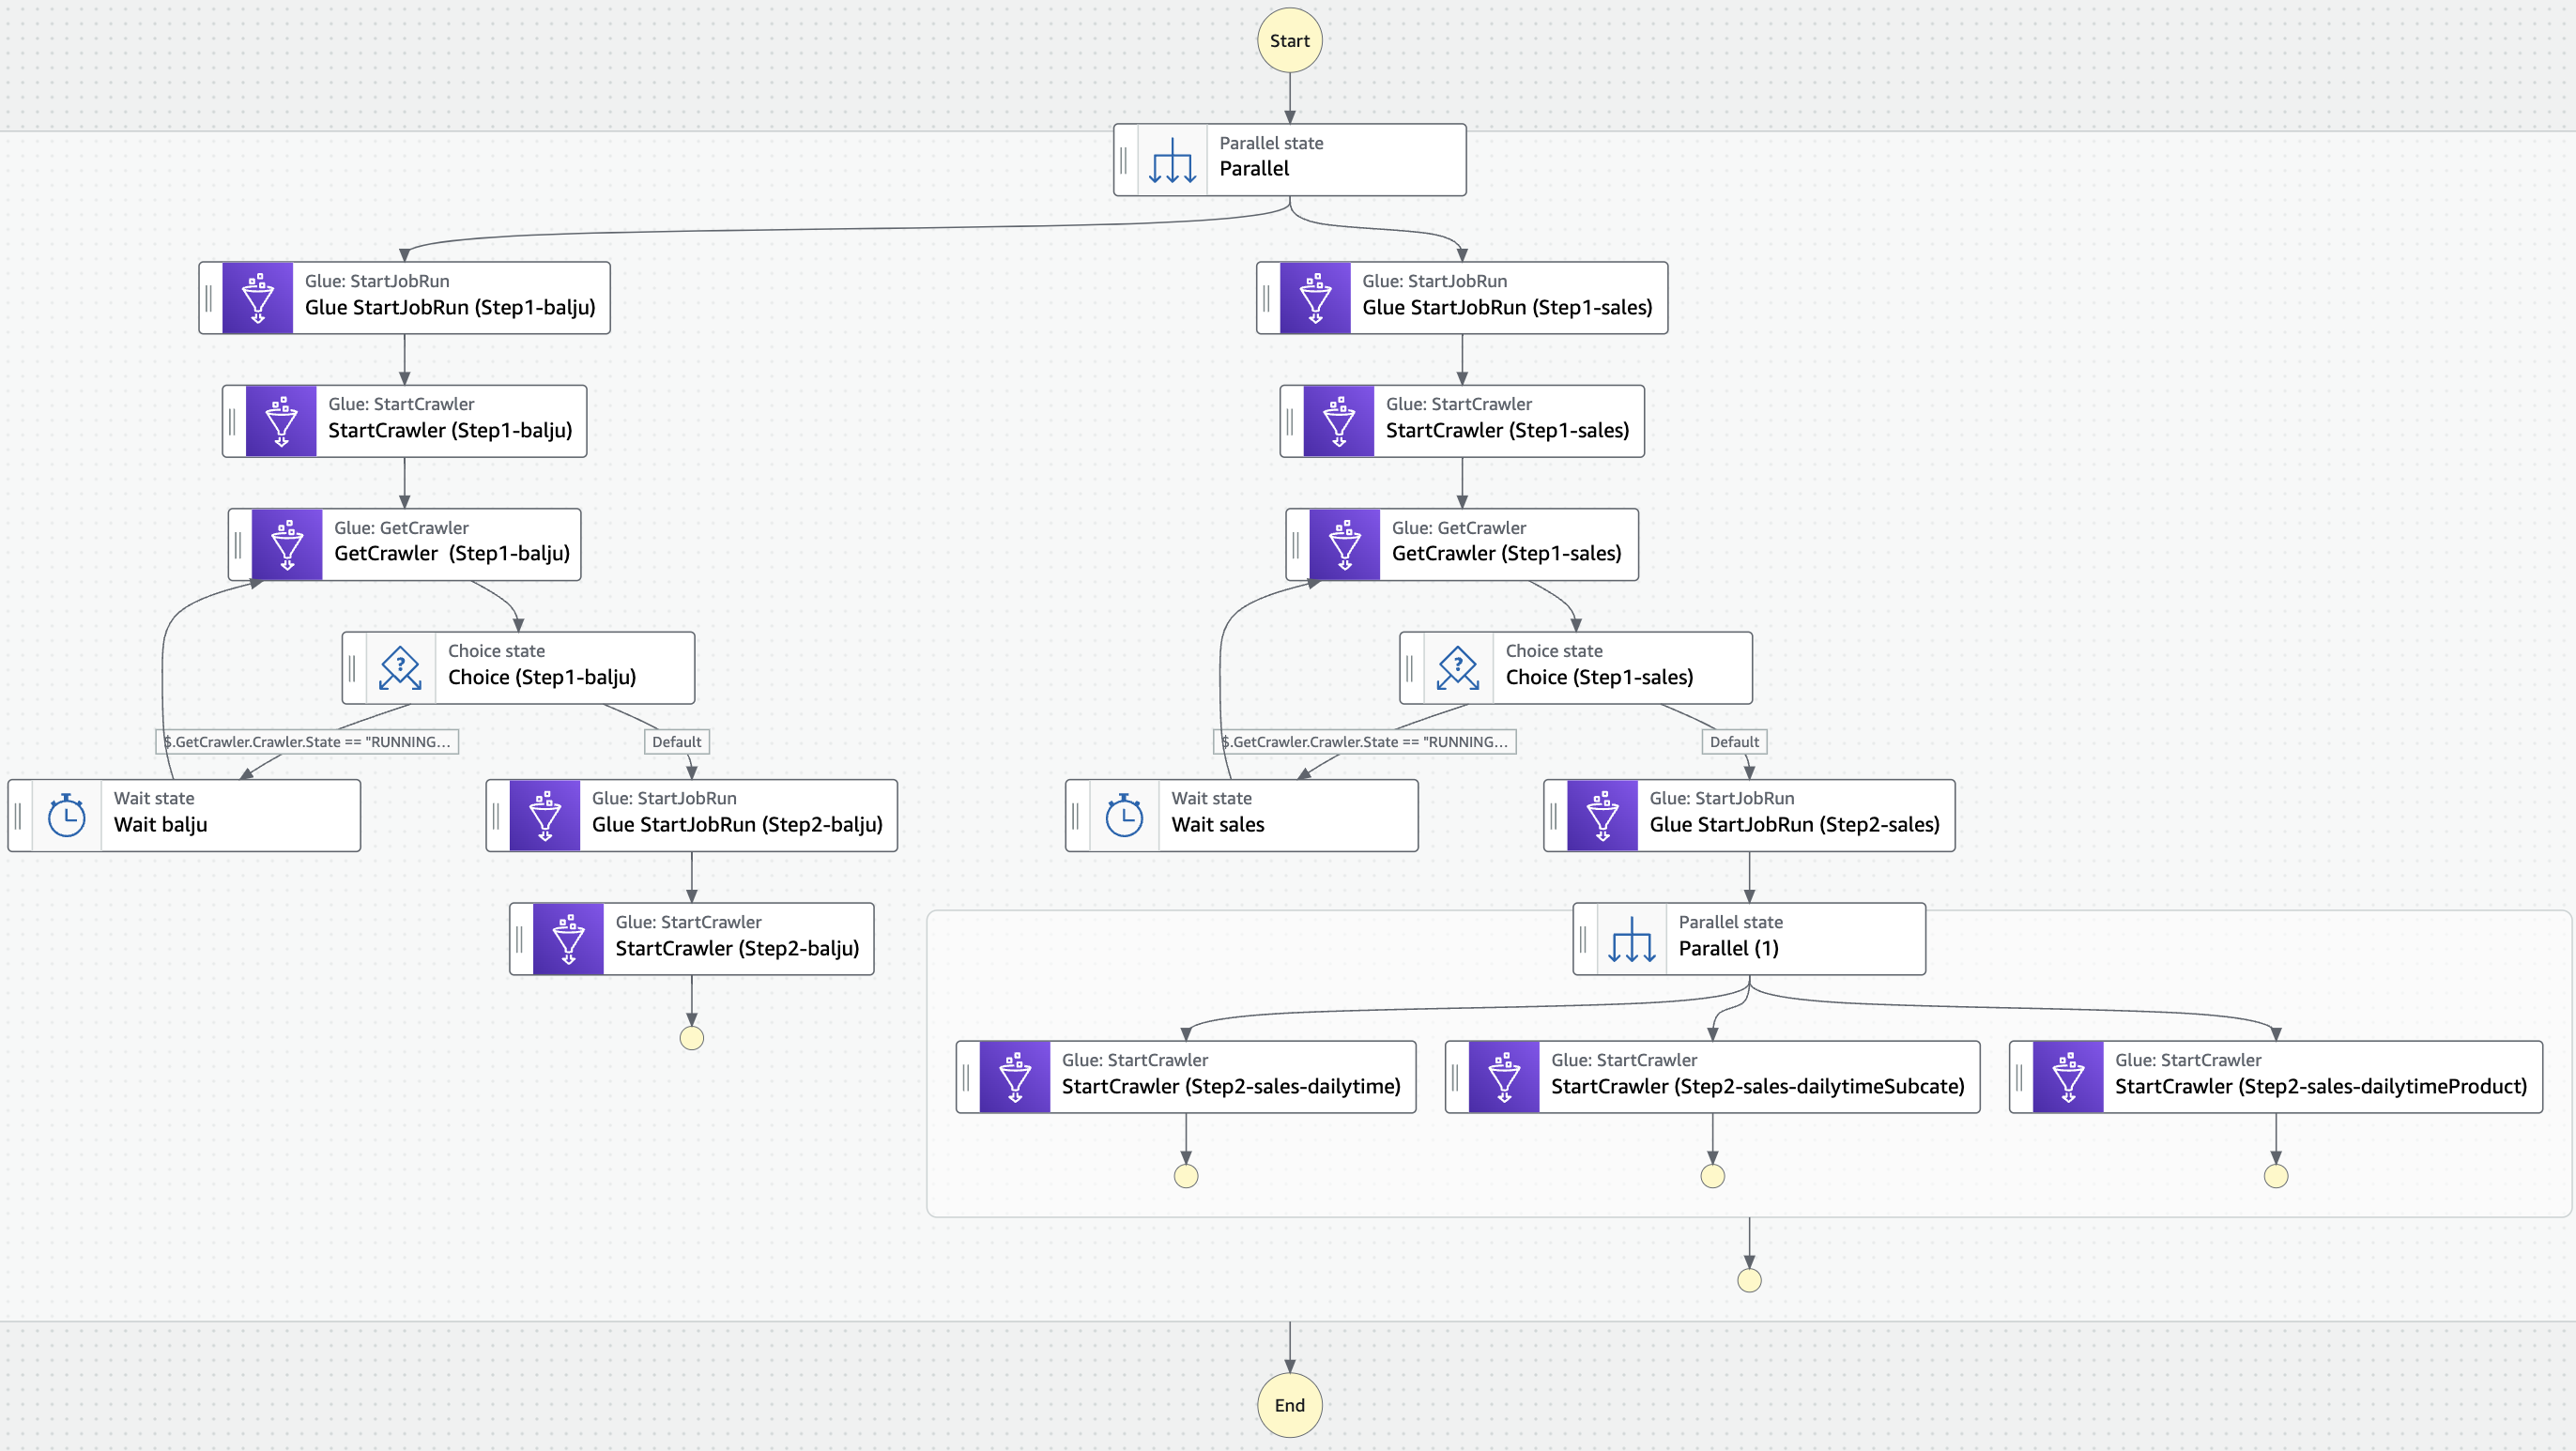 Start
Parallel state
Parallel
Glue: StartJobRun
Glue StartJobRun (Step1-balju)
Glue: StartJobRun
Glue StartJobRun (Step1-sales)
Glue: StartCrawler
StartCrawler (Step1-balju)
Glue: StartCrawler
StartCrawler (Step1-sales)
Glue: GetCrawler
GetCrawler  (Step1-balju)
Glue: GetCrawler
GetCrawler (Step1-sales)
Choice state
Choice (Step1-balju)
Choice state
Choice (Step1-sales)
$.GetCrawler.Crawler.State == "RUNNING...
Default
$.GetCrawler.Crawler.State == "RUNNING...
Default
Wait state
Wait balju
Glue: StartJobRun
Glue StartJobRun (Step2-balju)
Wait state
Wait sales
Glue: StartJobRun
Glue StartJobRun (Step2-sales)
Glue: StartCrawler
StartCrawler (Step2-balju)
Parallel state
Parallel (1)
Glue: StartCrawler
StartCrawler (Step2-sales-dailytime)
Glue: StartCrawler
StartCrawler (Step2-sales-dailytimeSubcate)
Glue: StartCrawler
StartCrawler (Step2-sales-dailytimeProduct)
End